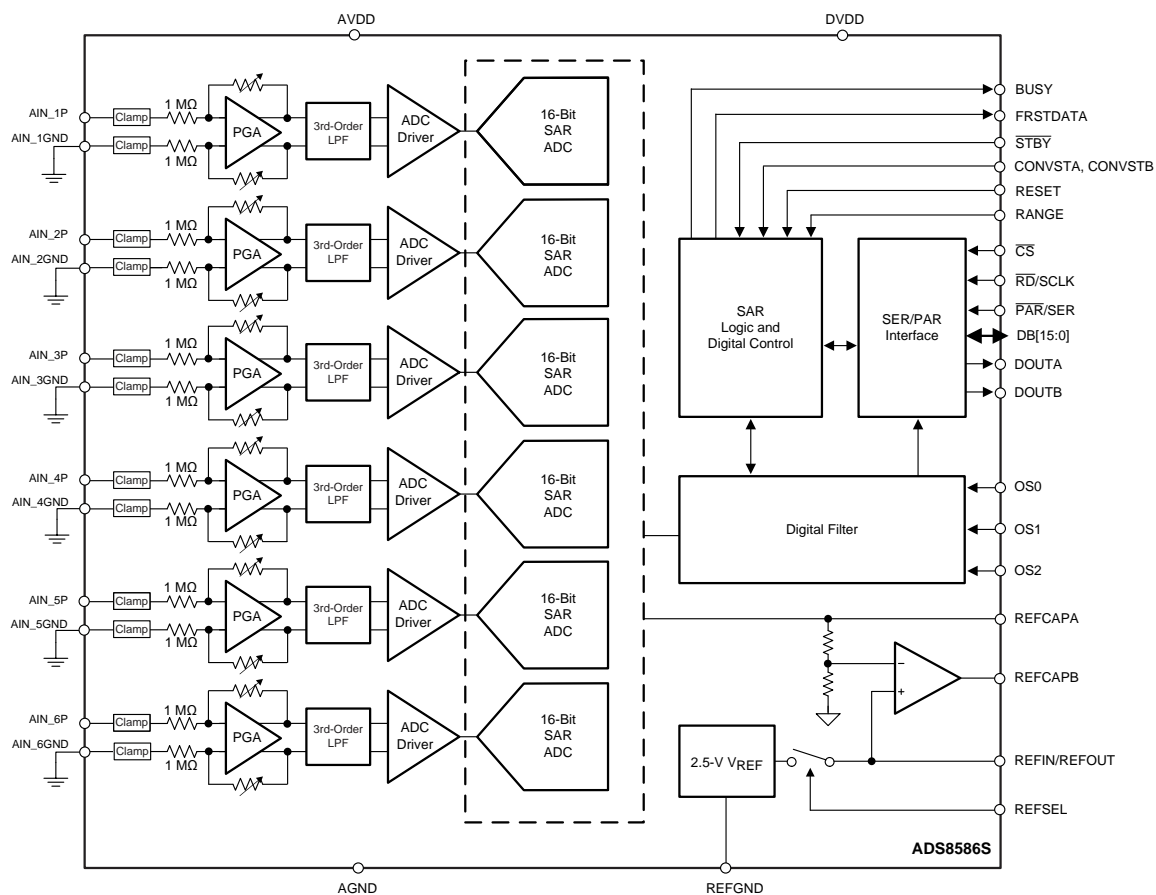 AVDD
DVDD
AIN_1P
Clamp
1 MΩ
AIN_1GND
Clamp
1 MΩ
PGA
3rd-Order
LPF
ADC
Driver
16-Bit
SAR
ADC
AIN_2P
Clamp
1 MΩ
AIN_2GND
Clamp
1 MΩ
PGA
3rd-Order
LPF
ADC
Driver
16-Bit
SAR
ADC
AIN_3P
Clamp
1 MΩ
AIN_3GND
Clamp
1 MΩ
PGA
3rd-Order
LPF
ADC
Driver
16-Bit
SAR
ADC
AIN_4P
Clamp
1 MΩ
AIN_4GND
Clamp
1 MΩ
PGA
3rd-Order
LPF
ADC
Driver
16-Bit
SAR
ADC
AIN_5P
Clamp
1 MΩ
AIN_5GND
Clamp
1 MΩ
PGA
3rd-Order
LPF
ADC
Driver
16-Bit
SAR
ADC
AIN_6P
Clamp
1 MΩ
AIN_6GND
Clamp
1 MΩ
PGA
3rd-Order
LPF
ADC
Driver
16-Bit
SAR
ADC
BUSY
FRSTDATA
STBY
CONVSTA, CONVSTB
RESET
RANGE
CS
RD/SCLK
PAR/SER
DB[15:0]
DOUTA
DOUTB
SAR
Logic and
Digital Control
SER/PAR
Interface
Digital Filter
OS0
OS1
OS2
REFCAPA
−
+
REFCAPB
2.5-V VREF
REFIN/REFOUT
REFSEL
ADS8586S
AGND
REFGND